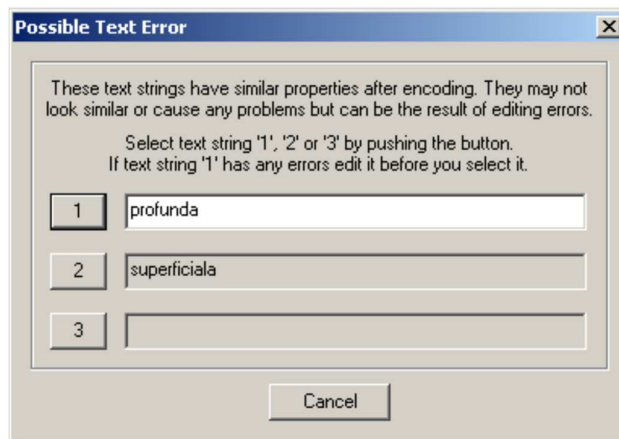 Possible Text Error
These text strings have similar properties after encoding. They may not
look similar or cause any problems but can be the result of editing errors.
Select text string '1', '2' or '3' by pushing the button.
If text string '1' has any errors edit it before you select it.
1 profunda
2 superficiala
3
Cancel